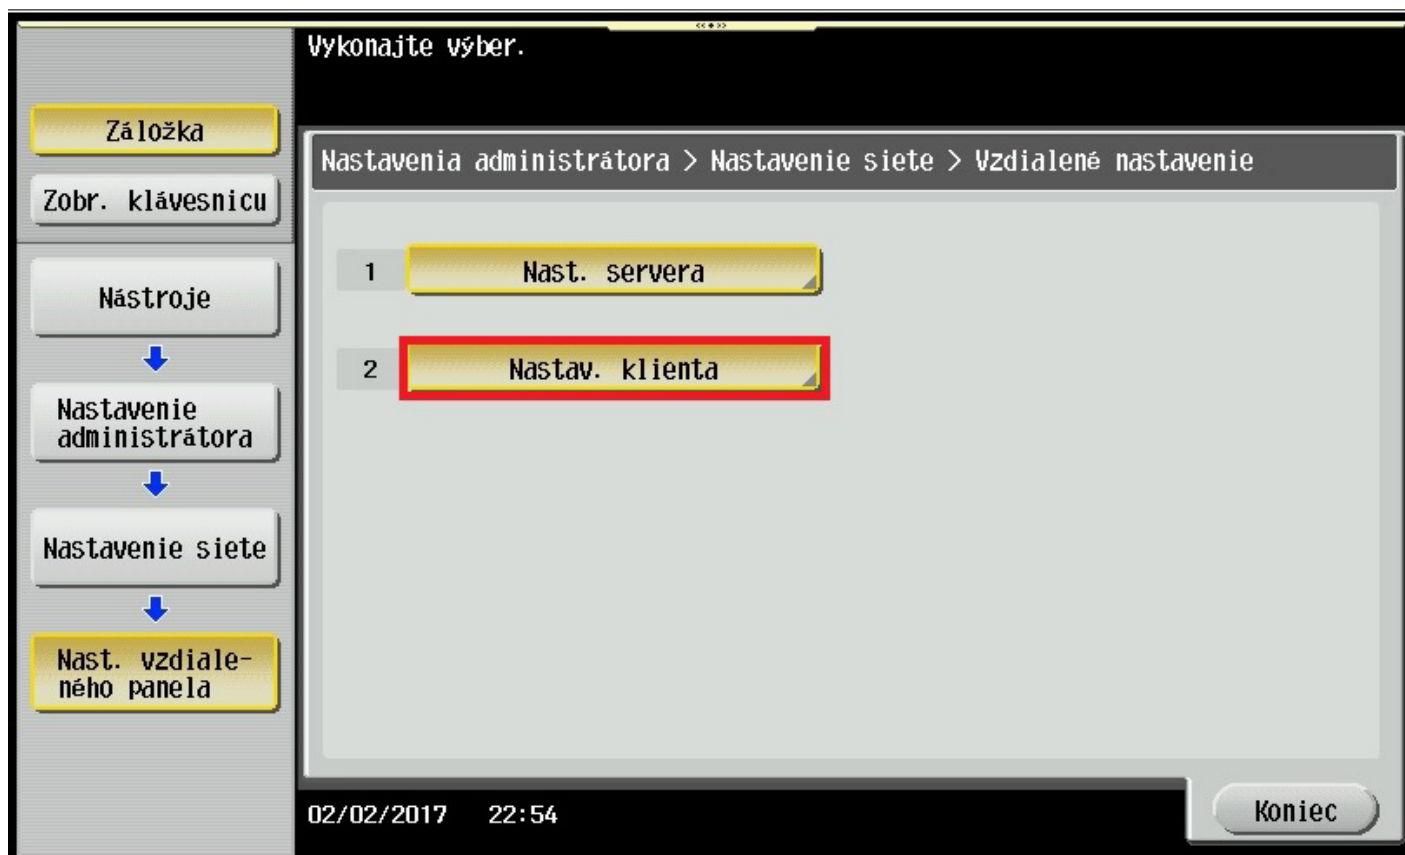 Vykonajte výber.
Záložka
Zobr. klávesnicu
Nástroje
Nastavenie
administrátora
Nastavenie siete
Nast. vzdiale-
ného panela
Nastavenia administrátora > Nastavenie siete > Vzdialené nastavenie
1 Nast. servera
2 Nastav. klienta
02/02/2017 22:54
Koniec